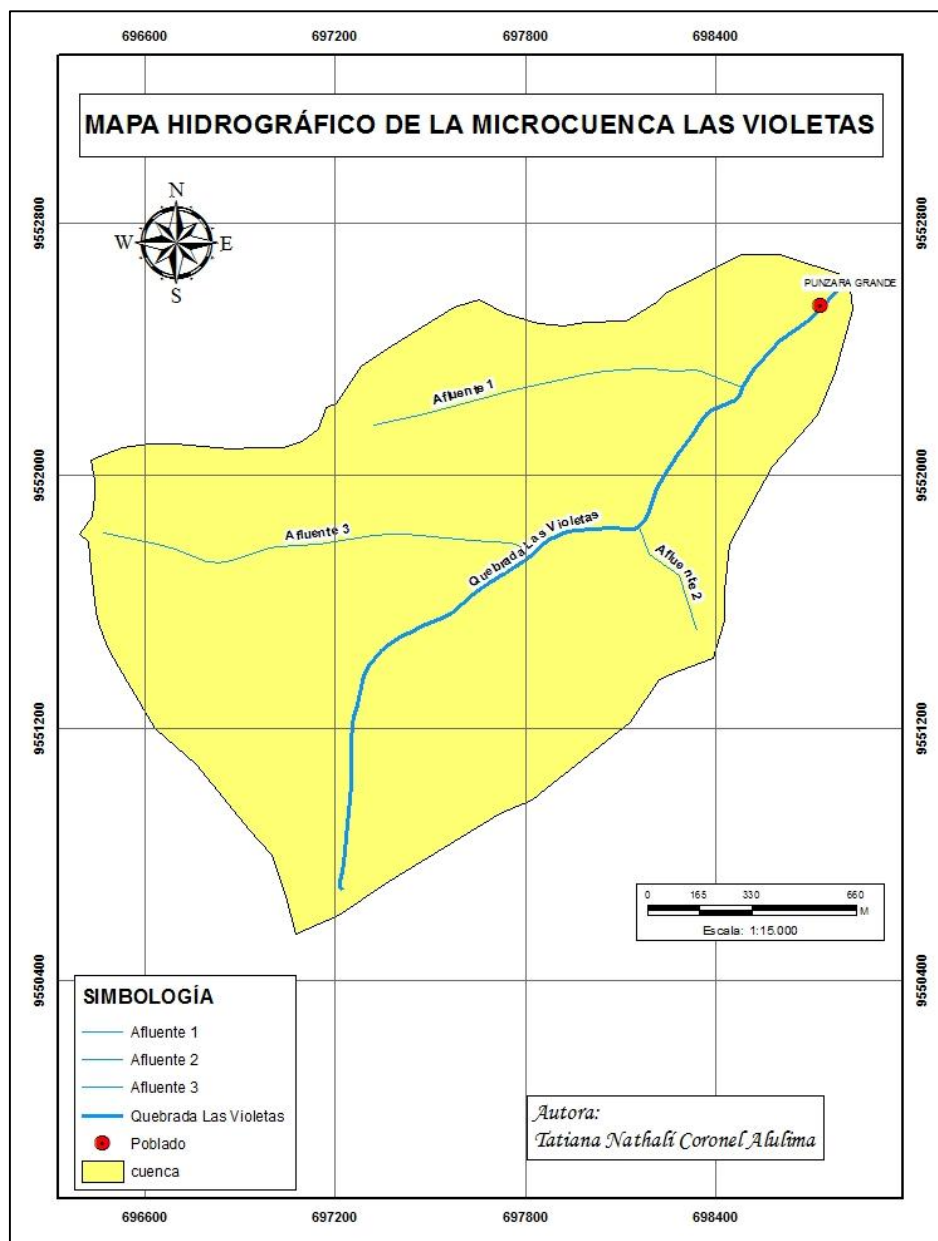 696600 697200 697800 698400
MAPA HIDROGRÁFICO DE LA MICROCUENCA LAS VIOLETAS
9552800
9552800
N
W E
S
PUNZARA GRANDE
Afluente 1
9552000
9552000
Afluente 3
Quebrada Las Violetas
Afluente 2
9551200
9551200
0 165 330 660
M
Escala: 1:15.000
9550400
9550400
SIMBOLOGÍA
Afluente 1
Afluente 2
Afluente 3
Quebrada Las Violetas
Poblado
cuenca
Autora:
Tatiana Nathalí Coronel Alulima
696600 697200 697800 698400